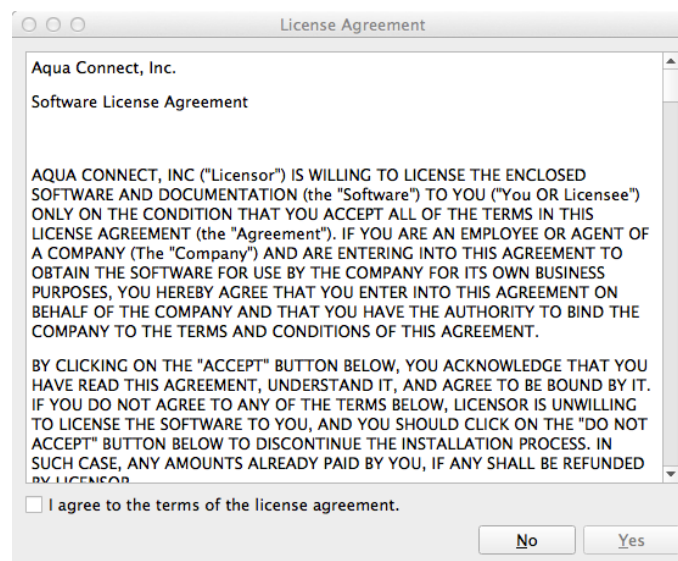 License Agreement
Aqua Connect, Inc.
Software License Agreement
AQUA CONNECT, INC ("Licensor") IS WILLING TO LICENSE THE ENCLOSED
SOFTWARE AND DOCUMENTATION (the "Software") TO YOU ("You OR Licensee")
ONLY ON THE CONDITION THAT YOU ACCEPT ALL OF THE TERMS IN THIS
LICENSE AGREEMENT (the "Agreement"). IF YOU ARE AN EMPLOYEE OR AGENT OF
A COMPANY (The "Company") AND ARE ENTERING INTO THIS AGREEMENT TO
OBTAIN THE SOFTWARE FOR USE BY THE COMPANY FOR ITS OWN BUSINESS
PURPOSES, YOU HEREBY AGREE THAT YOU ENTER INTO THIS AGREEMENT ON
BEHALF OF THE COMPANY AND THAT YOU HAVE THE AUTHORITY TO BIND THE
COMPANY TO THE TERMS AND CONDITIONS OF THIS AGREEMENT.
BY CLICKING ON THE "ACCEPT" BUTTON BELOW, YOU ACKNOWLEDGE THAT YOU
HAVE READ THIS AGREEMENT, UNDERSTAND IT, AND AGREE TO BE BOUND BY IT.
IF YOU DO NOT AGREE TO ANY OF THE TERMS BELOW, LICENSOR IS UNWILLING
TO LICENSE THE SOFTWARE TO YOU, AND YOU SHOULD CLICK ON THE "DO NOT
ACCEPT" BUTTON BELOW TO DISCONTINUE THE INSTALLATION PROCESS. IN
SUCH CASE, ANY AMOUNTS ALREADY PAID BY YOU, IF ANY SHALL BE REFUNDED
BY LICENSOR
I agree to the terms of the license agreement.
No
Yes